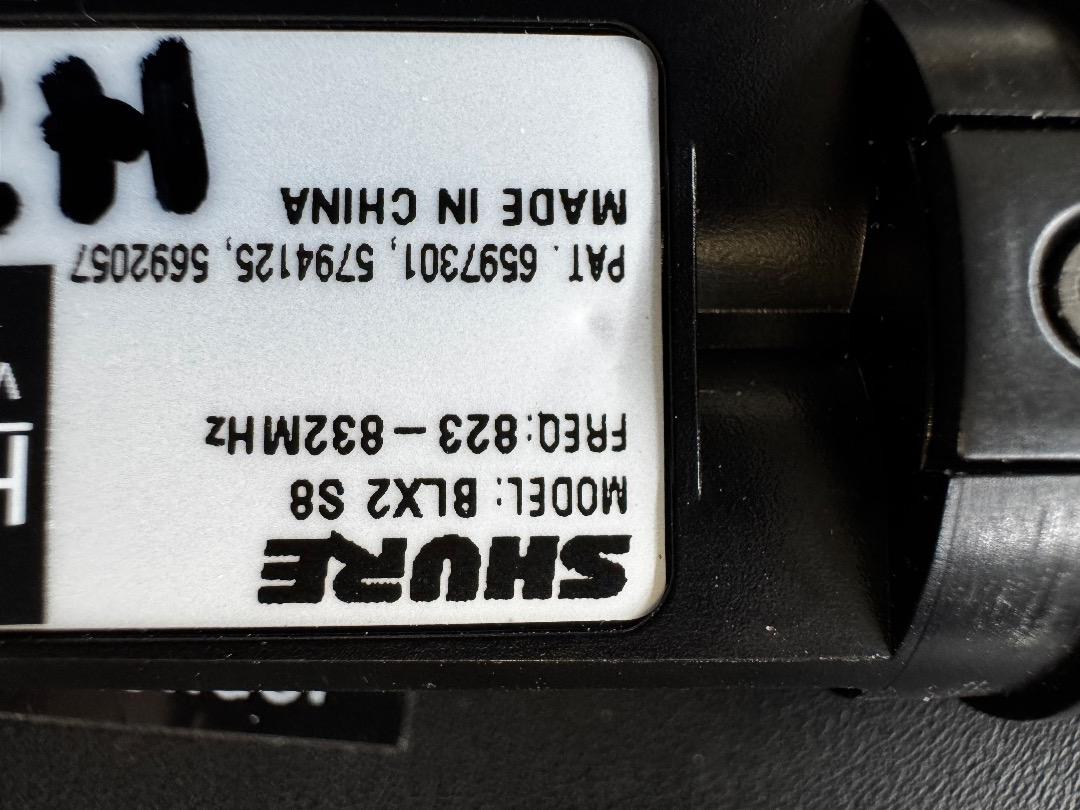 SHURE
MODEL: BLX2 S8
FREQ: 823 – 832MHz
PAT. 6597301, 5794125, 5692057
MADE IN CHINA